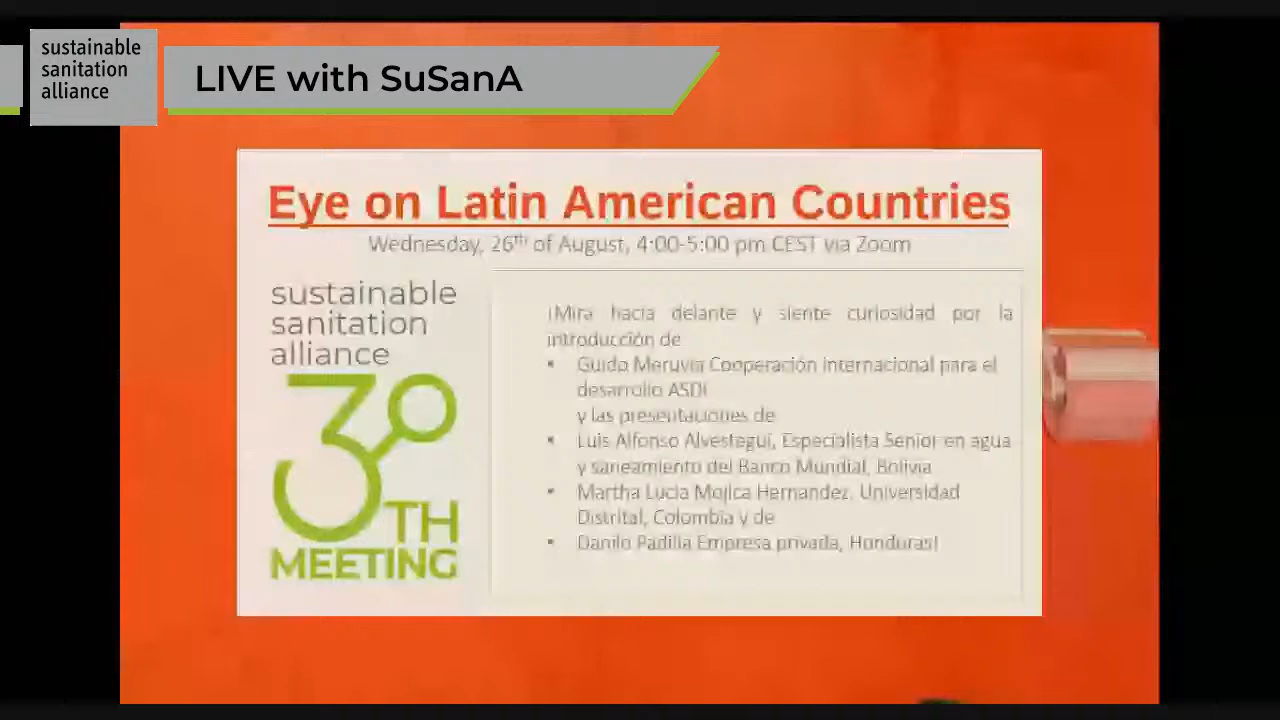 sustainable
sanitation
alliance
LIVE with SuSanA
Eye on Latin American Countries
Wednesday, 26th of August, 4:00-5:00 pm CEST via Zoom
sustainable
sanitation
alliance
30
TH
MEETING
¡Mira hacia delante y siente curiosidad por la
introducción de
• Guido Meruvia Cooperación internacional para el
desarrollo ASDI
y las presentaciones de
• Luis Alfonso Alvestegui, Especialista Senior en agua
y saneamiento del Banco Mundial, Bolivia
• Martha Lucia Mojica Hernandez, Universidad
Distrital, Colombia y de
• Danilo Padilla Empresa privada, Honduras!